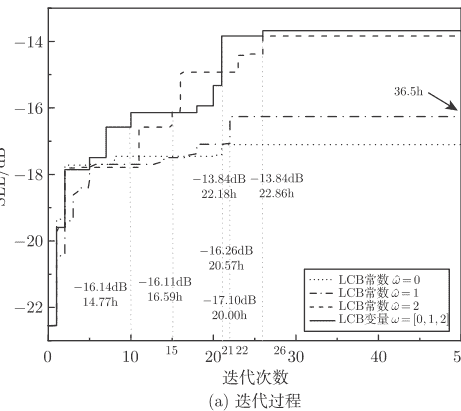 SLL/dB
−14
−16
−18
−20
−22
36.5h
−13.84dB
22.18h
−13.84dB
22.86h
−16.26dB
20.57h
−16.14dB
14.77h
−16.11dB
16.59h
−17.10dB
20.00h
LCB常数 ω̂=0
LCB常数 ω̂=1
LCB常数 ω̂=2
LCB变量 ω=[0,1,2]
0
10
15
20
21
22
26
30
40
迭代次数
(a) 迭代过程